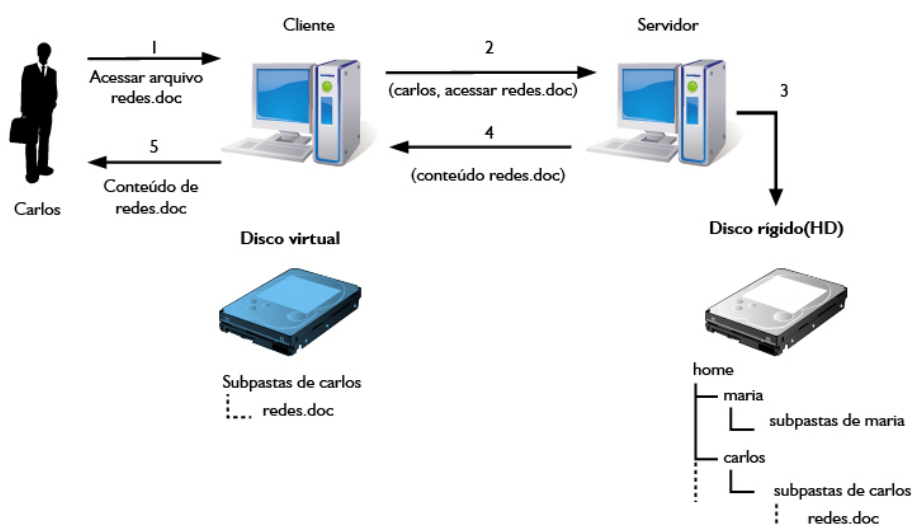 Cliente
Servidor
1
Acessar arquivo
redes.doc
2
(carlos, acessar redes.doc)
3
4
(conteúdo redes.doc)
5
Conteúdo de
redes.doc
Carlos
Disco virtual
Disco rígido(HD)
Subpastas de carlos
redes.doc
home
maria
subpastas de maria
carlos
subpastas de carlos
redes.doc